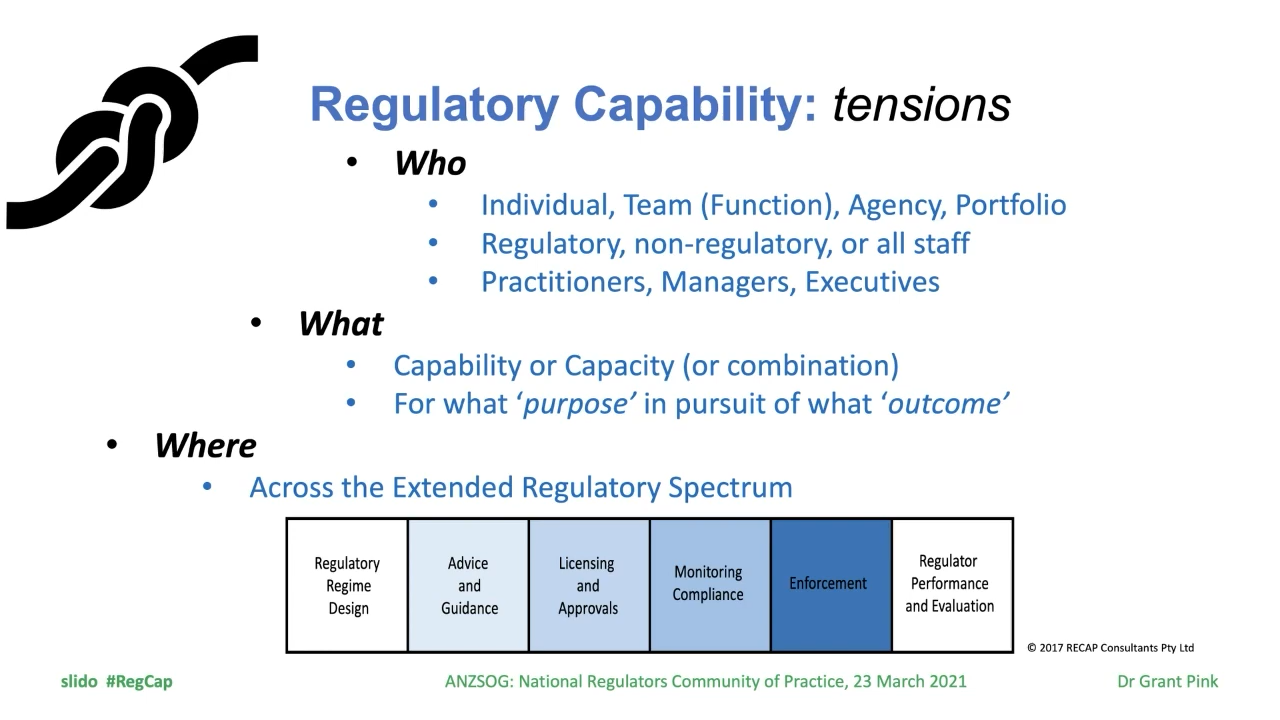 Regulatory Capability: tensions
• Who
• Individual, Team (Function), Agency, Portfolio
• Regulatory, non-regulatory, or all staff
• Practitioners, Managers, Executives
• What
• Capability or Capacity (or combination)
• For what ‘purpose’ in pursuit of what ‘outcome’
• Where
• Across the Extended Regulatory Spectrum
Regulatory
Regime
Design
Advice
and
Guidance
Licensing
and
Approvals
Monitoring
Compliance
Enforcement
Regulator
Performance
and Evaluation
© 2017 RECAP Consultants Pty Ltd
slido #RegCap
ANZSOG: National Regulators Community of Practice, 23 March 2021
Dr Grant Pink